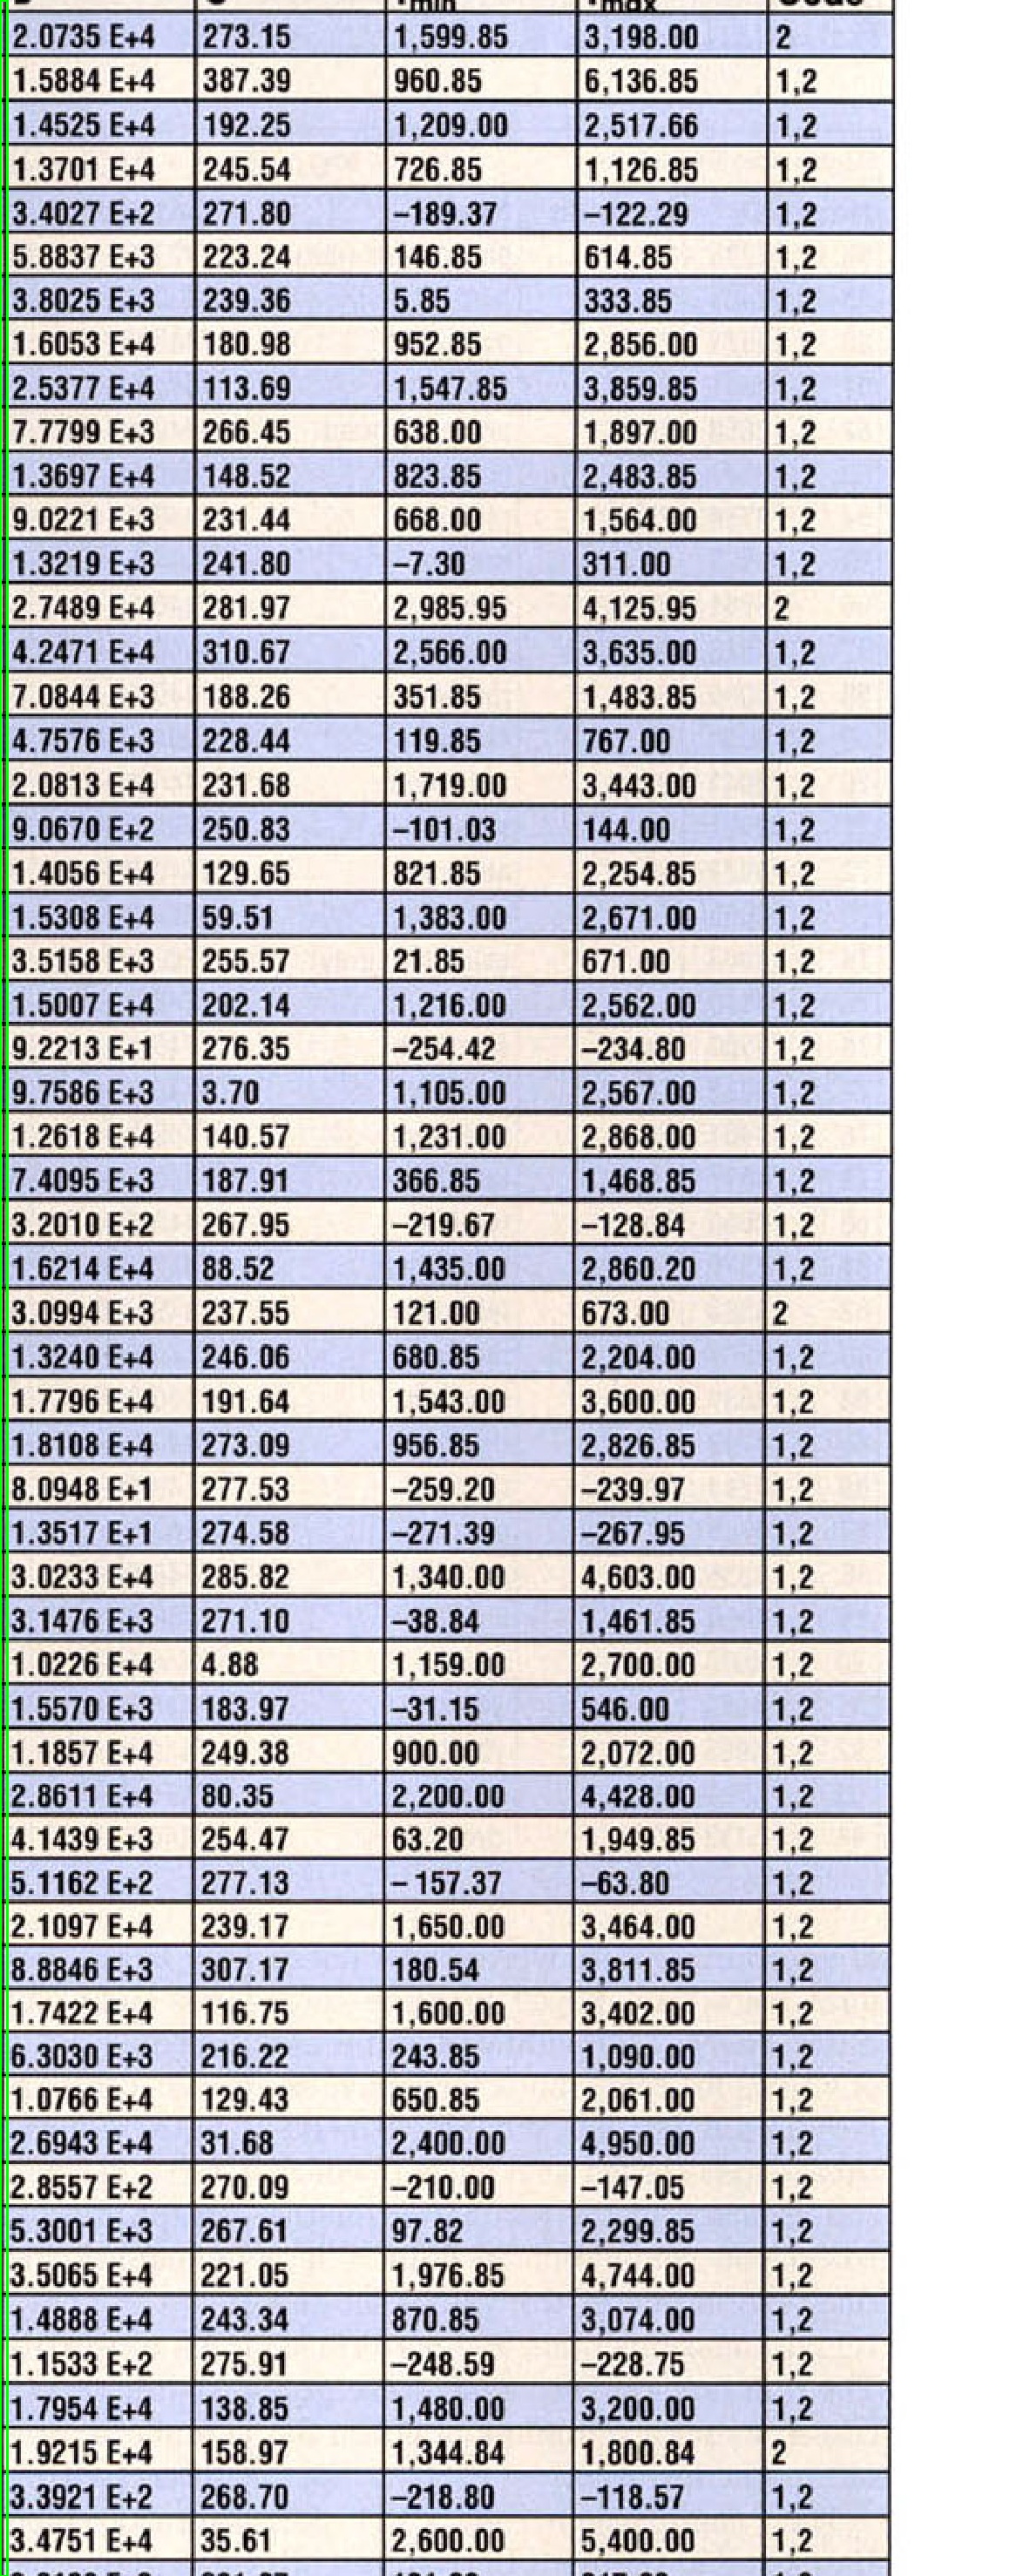 B C Tmin Tmax Code
2.0735 E+4 273.15 1,599.85 3,198.00 2
1.5884 E+4 387.39 960.85 6,136.85 1,2
1.4525 E+4 192.25 1,209.00 2,517.66 1,2
1.3701 E+4 245.54 726.85 1,126.85 1,2
3.4027 E+2 271.80 –189.37 –122.29 1,2
5.8837 E+3 223.24 146.85 614.85 1,2
3.8025 E+3 239.36 5.85 333.85 1,2
1.6053 E+4 180.98 952.85 2,856.00 1,2
2.5377 E+4 113.69 1,547.85 3,859.85 1,2
7.7799 E+3 266.45 638.00 1,897.00 1,2
1.3697 E+4 148.52 823.85 2,483.85 1,2
9.0221 E+3 231.44 668.00 1,564.00 1,2
1.3219 E+3 241.80 –7.30 311.00 1,2
2.7489 E+4 281.97 2,985.95 4,125.95 2
4.2471 E+4 310.67 2,566.00 3,635.00 1,2
7.0844 E+3 188.26 351.85 1,483.85 1,2
4.7576 E+3 228.44 119.85 767.00 1,2
2.0813 E+4 231.68 1,719.00 3,443.00 1,2
9.0670 E+2 250.83 –101.03 144.00 1,2
1.4056 E+4 129.65 821.85 2,254.85 1,2
1.5308 E+4 59.51 1,383.00 2,671.00 1,2
3.5158 E+3 255.57 21.85 671.00 1,2
1.5007 E+4 202.14 1,216.00 2,562.00 1,2
9.2213 E+1 276.35 –254.42 –234.80 1,2
9.7586 E+3 3.70 1,105.00 2,567.00 1,2
1.2618 E+4 140.57 1,231.00 2,868.00 1,2
7.4095 E+3 187.91 366.85 1,468.85 1,2
3.2010 E+2 267.95 –219.67 –128.84 1,2
1.6214 E+4 88.52 1,435.00 2,860.20 1,2
3.0994 E+3 237.55 121.00 673.00 2
1.3240 E+4 246.06 680.85 2,204.00 1,2
1.7796 E+4 191.64 1,543.00 3,600.00 1,2
1.8108 E+4 273.09 956.85 2,826.85 1,2
8.0948 E+1 277.53 –259.20 –239.97 1,2
1.3517 E+1 274.58 –271.39 –267.95 1,2
3.0233 E+4 285.82 1,340.00 4,603.00 1,2
3.1476 E+3 271.10 –38.84 1,461.85 1,2
1.0226 E+4 4.88 1,159.00 2,700.00 1,2
1.5570 E+3 183.97 –31.15 546.00 1,2
1.1857 E+4 249.38 900.00 2,072.00 1,2
2.8611 E+4 80.35 2,200.00 4,428.00 1,2
4.1439 E+3 254.47 63.20 1,949.85 1,2
5.1162 E+2 277.13 – 157.37 –63.80 1,2
2.1097 E+4 239.17 1,650.00 3,464.00 1,2
8.8846 E+3 307.17 180.54 3,811.85 1,2
1.7422 E+4 116.75 1,600.00 3,402.00 1,2
6.3030 E+3 216.22 243.85 1,090.00 1,2
1.0766 E+4 129.43 650.85 2,061.00 1,2
2.6943 E+4 31.68 2,400.00 4,950.00 1,2
2.8557 E+2 270.09 –210.00 –147.05 1,2
5.3001 E+3 267.61 97.82 2,299.85 1,2
3.5065 E+4 221.05 1,976.85 4,744.00 1,2
1.4888 E+4 243.34 870.85 3,074.00 1,2
1.1533 E+2 275.91 –248.59 –228.75 1,2
1.7954 E+4 138.85 1,480.00 3,200.00 1,2
1.9215 E+4 158.97 1,344.84 1,800.84 2
3.3921 E+2 268.70 –218.80 –118.57 1,2
3.4751 E+4 35.61 2,600.00 5,400.00 1,2